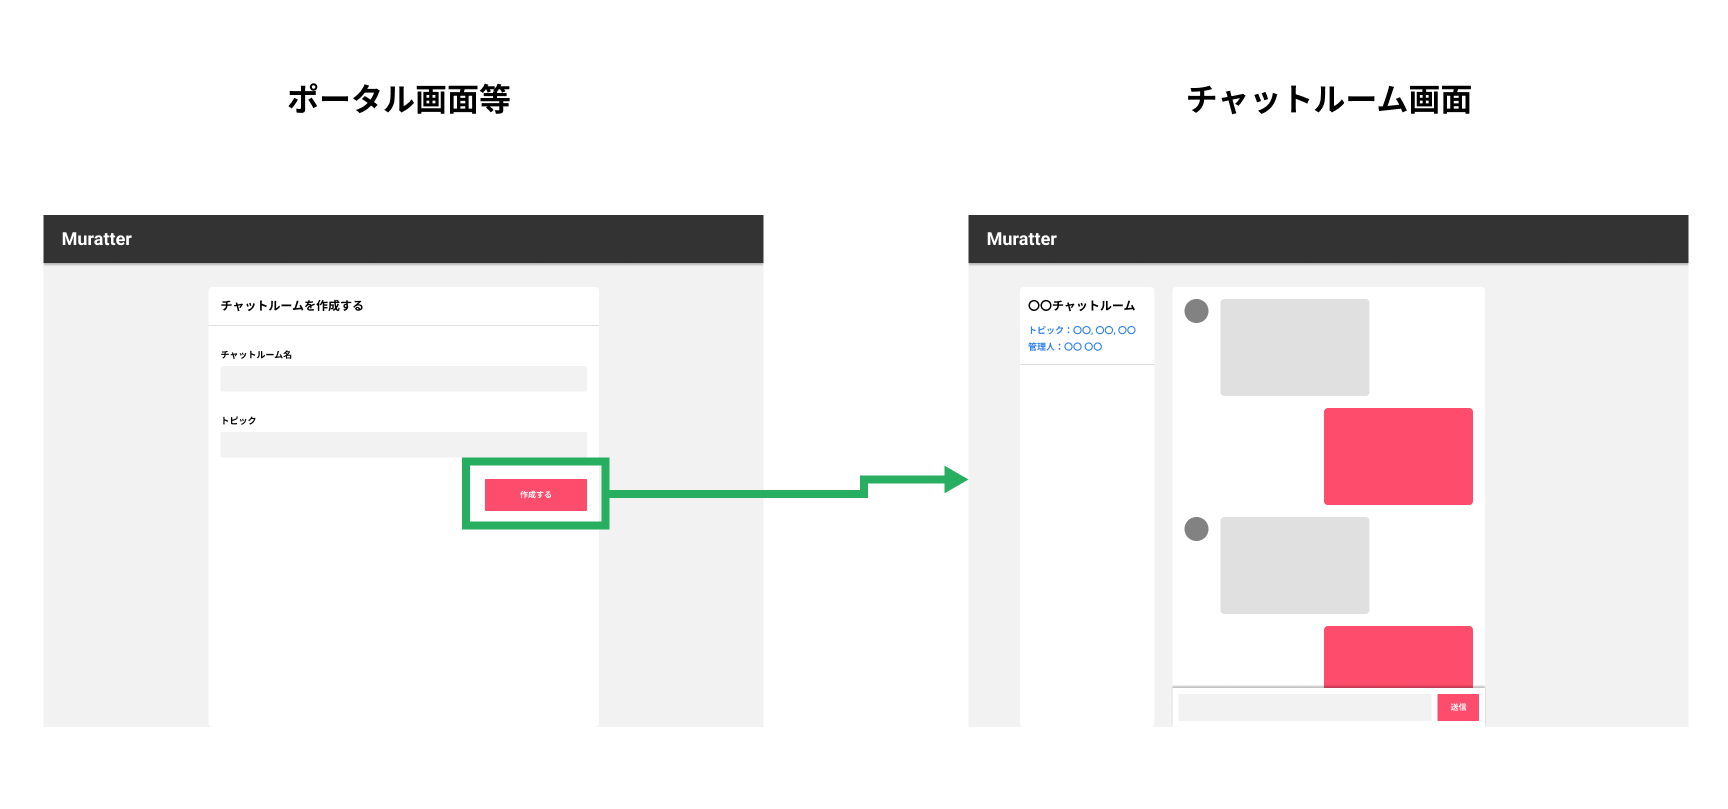 ポータル画面等
チャットルーム画面
Muratter
チャットルームを作成する
チャットルーム名
トピック
作成する
Muratter
〇〇チャットルーム
トピック：〇〇, 〇〇, 〇〇
管理人：〇〇 〇〇
送信